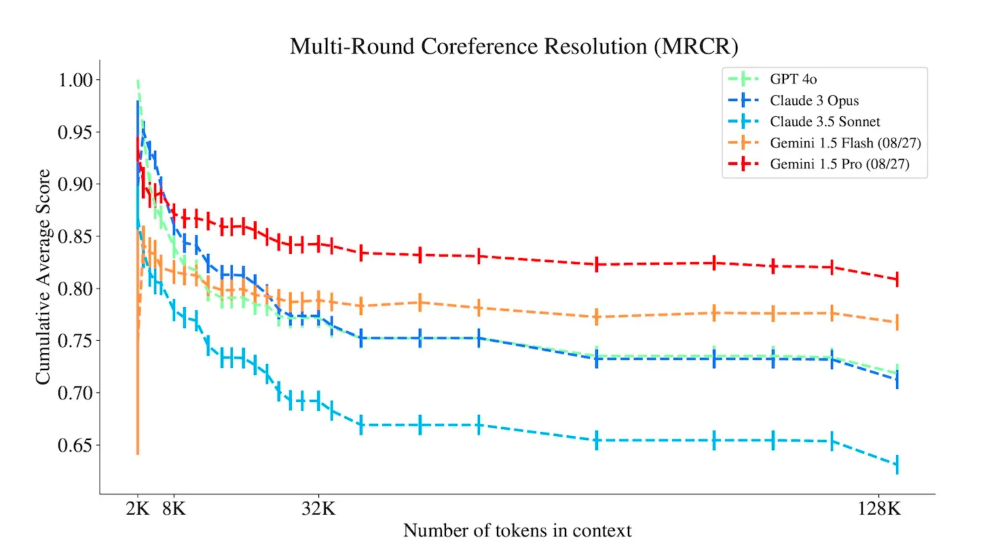 Multi-Round Coreference Resolution (MRCR)
GPT 4o
Claude 3 Opus
Claude 3.5 Sonnet
Gemini 1.5 Flash (08/27)
Gemini 1.5 Pro (08/27)
Cumulative Average Score
1.00
0.95
0.90
0.85
0.80
0.75
0.70
0.65
2K 8K 32K 128K
Number of tokens in context